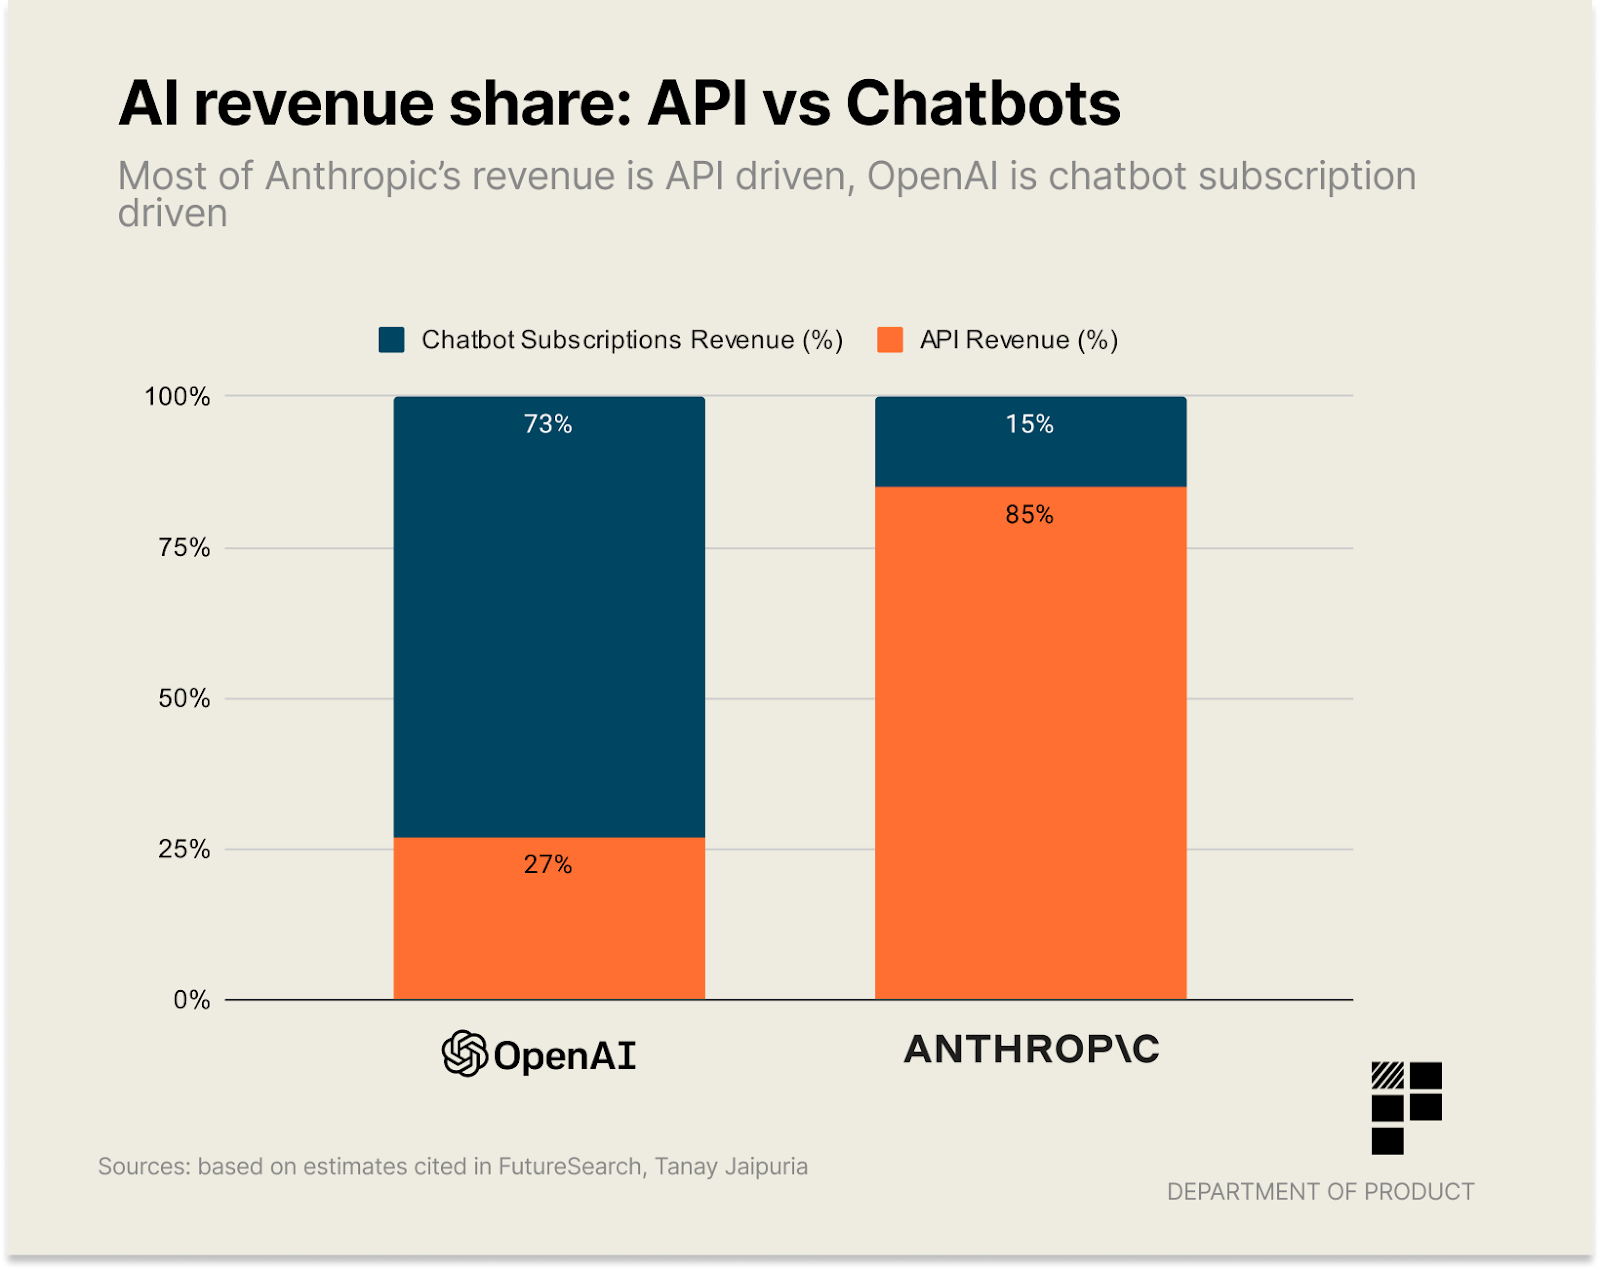 AI revenue share: API vs Chatbots
Most of Anthropic’s revenue is API driven, OpenAI is chatbot subscription
driven
Chatbot Subscriptions Revenue (%)
API Revenue (%)
100%
75%
50%
25%
0%
73%
27%
15%
85%
OpenAI
ANTHROP\C
Sources: based on estimates cited in FutureSearch, Tanay Jaipuria
DEPARTMENT OF PRODUCT